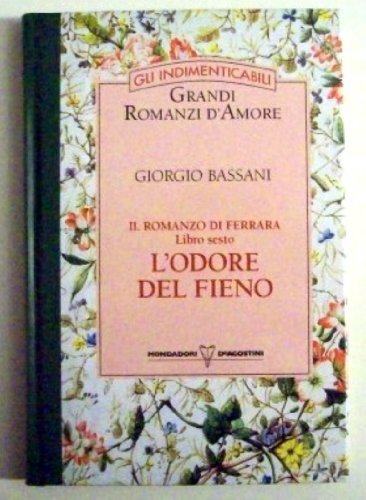 GLI INDIMENTICABILI
GRANDI
ROMANZI D'AMORE
GIORGIO BASSANI
IL ROMANZO DI FERRARA
Libro sesto
L'ODORE
DEL FIENO
MONDADORI DEAGOSTINI